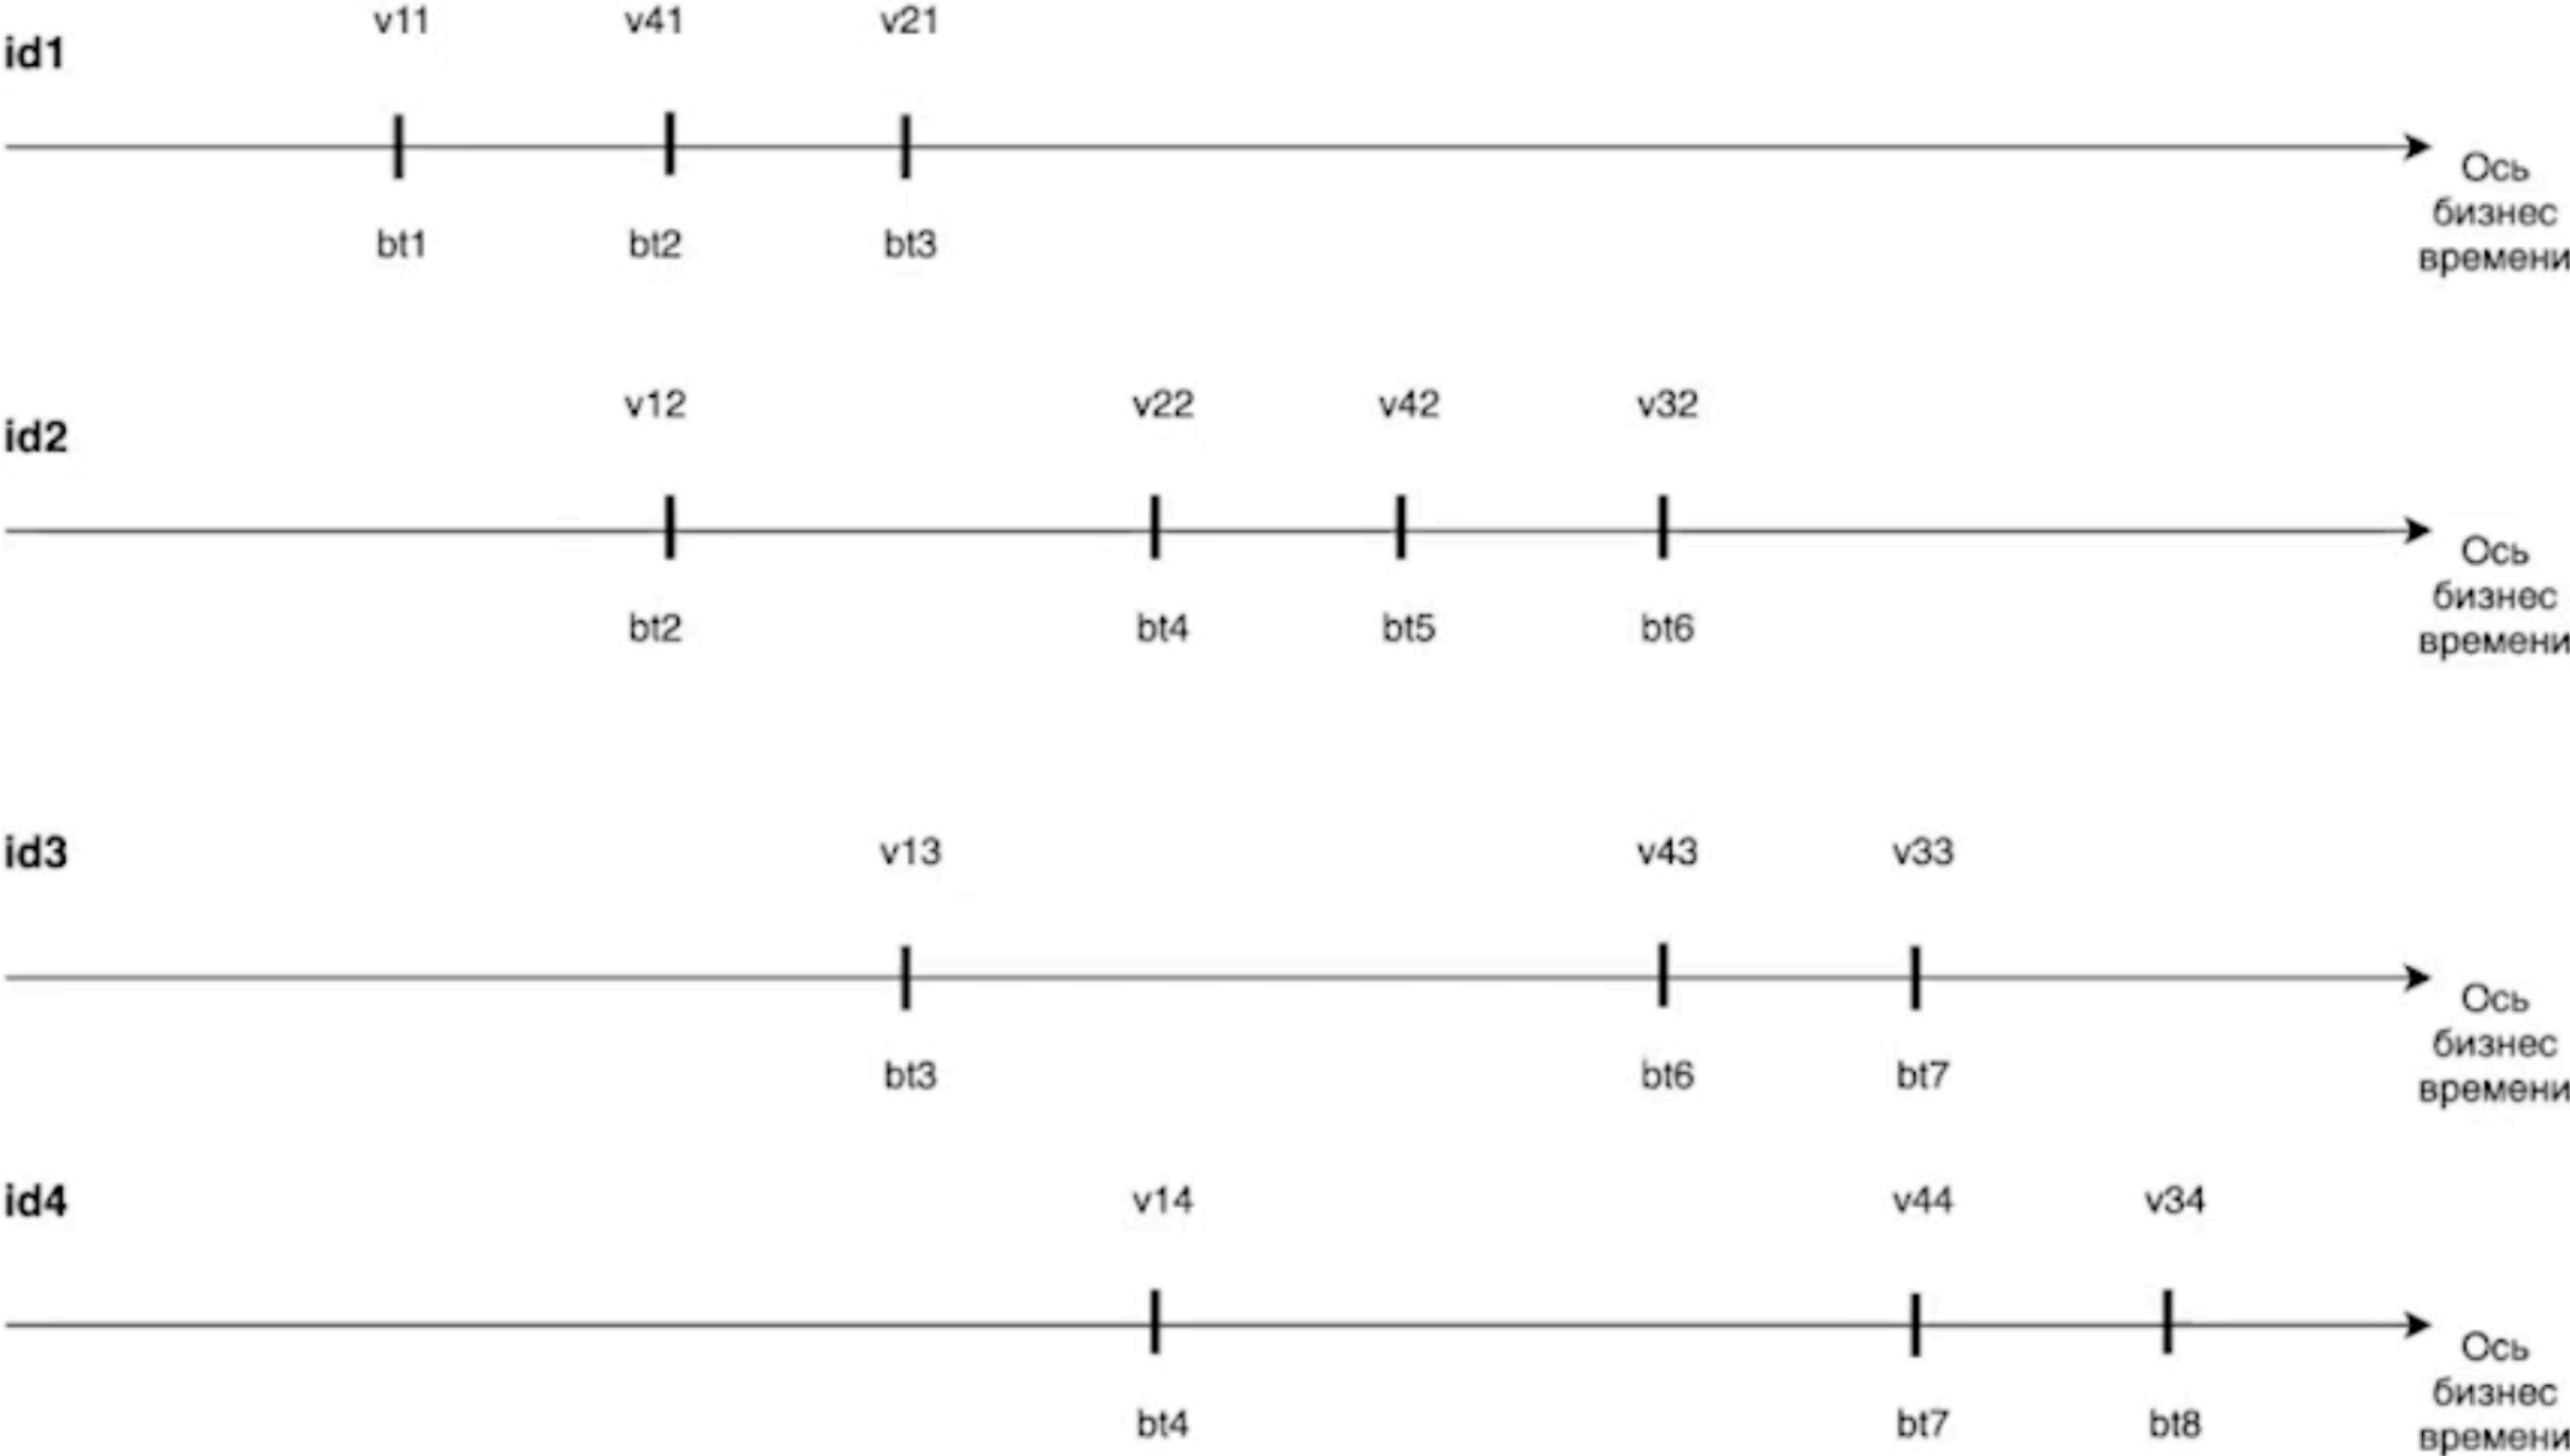 v11 v41 v21
id1
Ось
бизнес
времени
bt1 bt2 bt3
v12 v22 v42 v32
id2
Ось
бизнес
времени
bt2 bt4 bt5 bt6
v13 v43 v33
id3
Ось
бизнес
времени
bt3 bt6 bt7
v14 v44 v34
id4
Ось
бизнес
времени
bt4 bt7 bt8